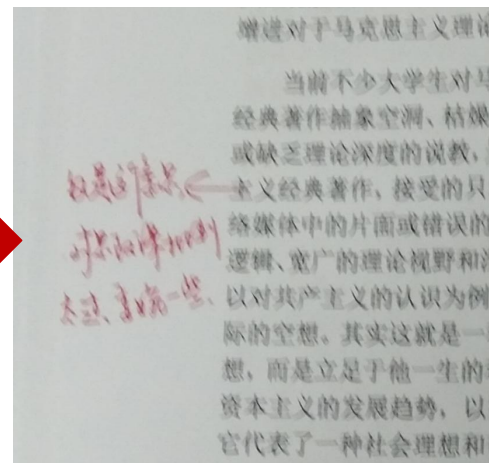 增进对于马克思主义理论
当前不少大学生对马
经典著作抽象空洞、枯燥
或缺乏理论深度的说教,
主义经典著作、接受的只
络媒体中的片面或错误的
逻辑、宽广的理论视野和
以对共产主义的认识为例
际的空想。其实这就是一
想,而是立足于他一生的
资本主义的发展趋势,以
它代表了一种社会理想和